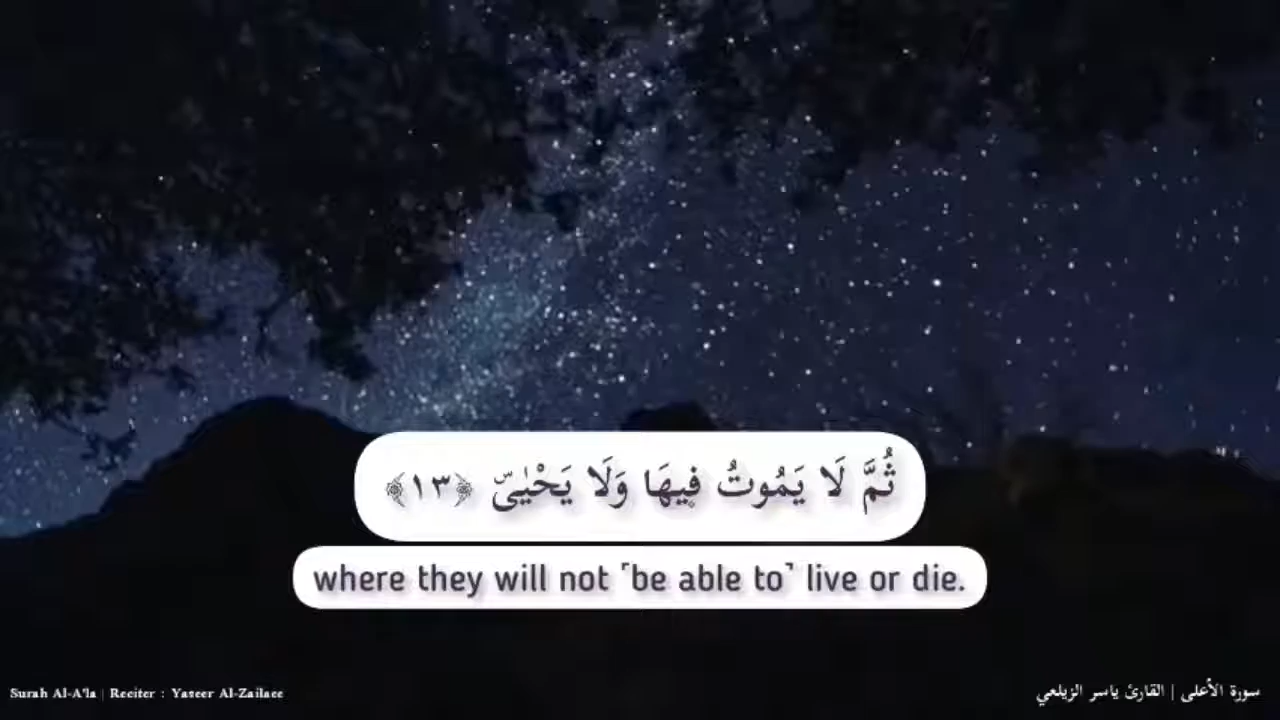 ثُمَّ لَا يَمُوتُ فِيهَا وَلَا يَحْيَىٰ ﴿١٣﴾
where they will not ˹be able to˺ live or die.
Surah Al-A'la | Reciter : Yaseer Al-Zailaee
سورة الأعلى | القارئ ياسر الزيلعي